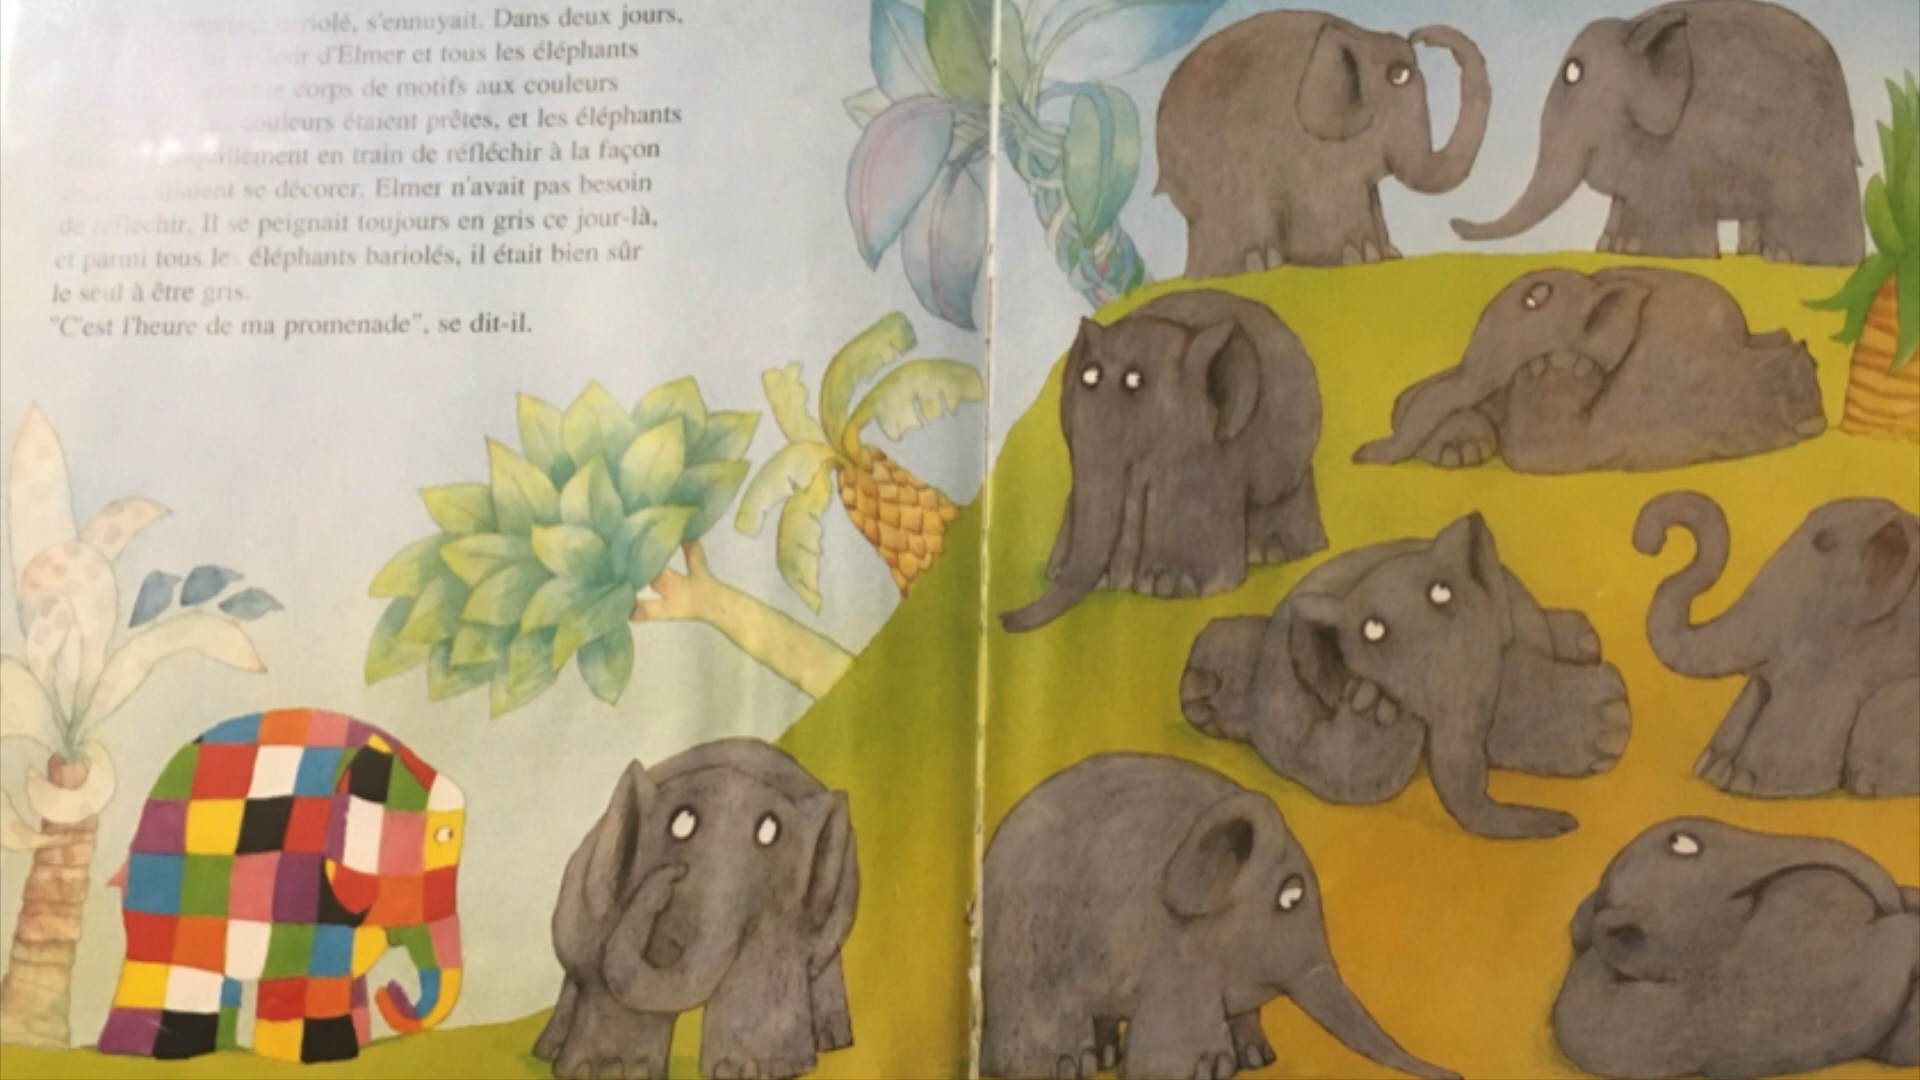 bariolé, s'ennuyait. Dans deux jours,
d'Elmer et tous les éléphants
corps de motifs aux couleurs
couleurs étaient prêtes, et les éléphants
en train de réfléchir à la façon
se décorer. Elmer n'avait pas besoin
de réfléchir. Il se peignait toujours en gris ce jour-là,
et parmi tous les éléphants bariolés, il était bien sûr
le seul à être gris.
"C'est l'heure de ma promenade", se dit-il.